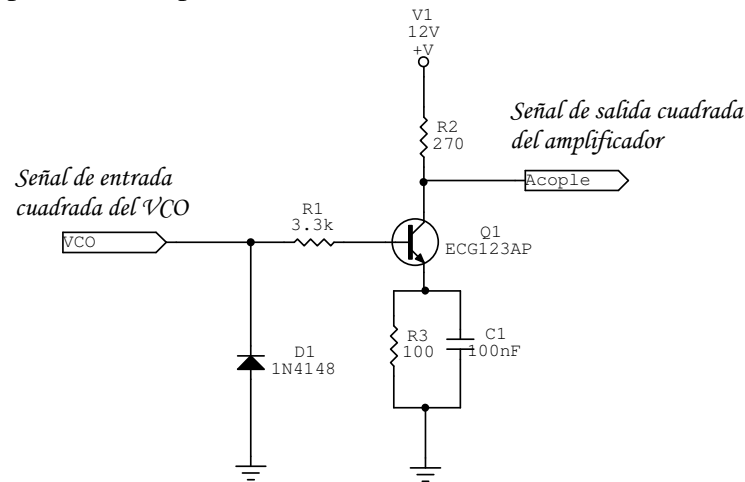 V1
12V
+V
R2
270
Señal de salida cuadrada
del amplificador
Acople
Señal de entrada
cuadrada del VCO
VCO
R1
3.3k
Q1
ECG123AP
D1
1N4148
R3
100
C1
100nF